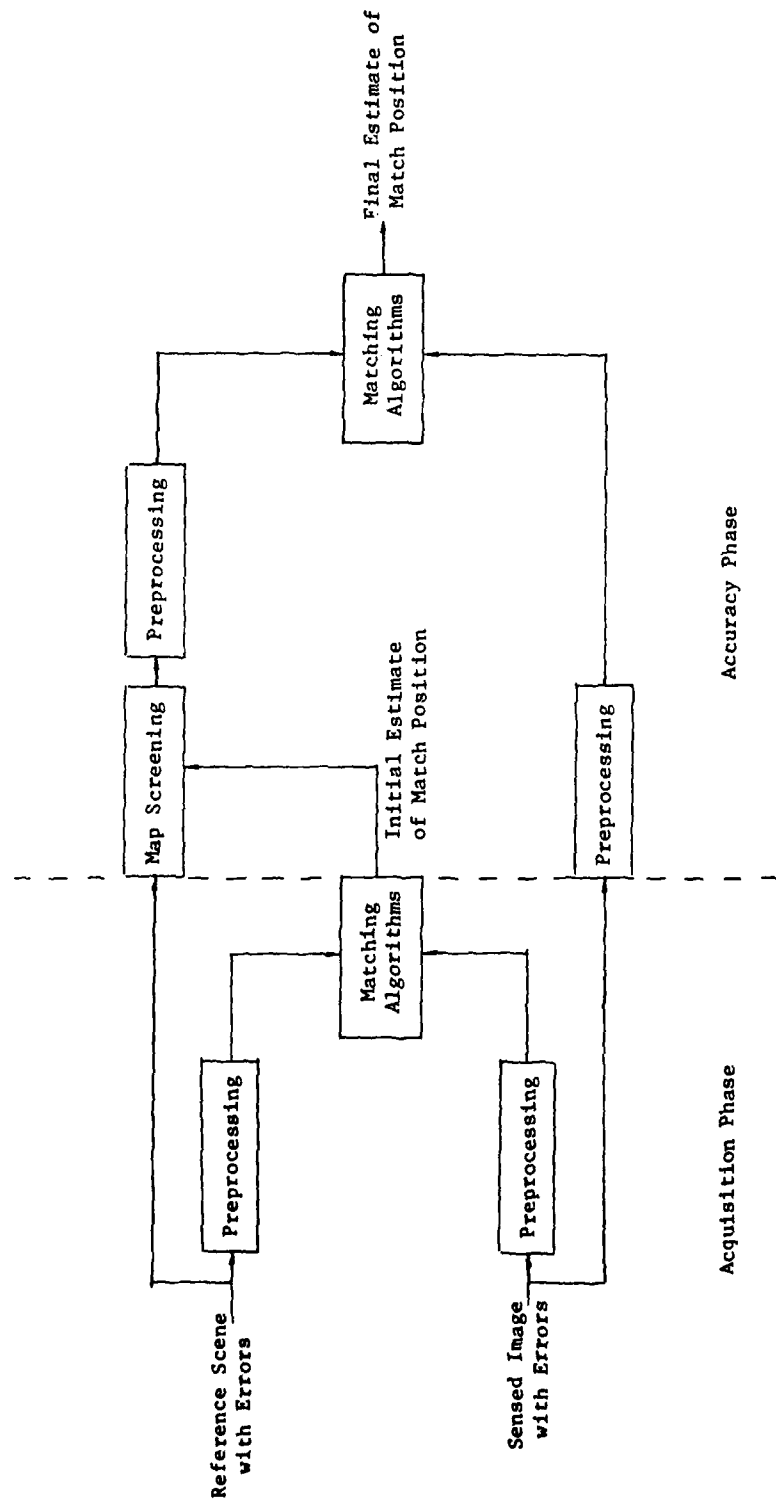 Reference Scene
with Errors
Sensed Image
with Errors
Preprocessing
Preprocessing
Matching
Algorithms
Acquisition Phase
Initial Estimate
of Match Position
Map Screening
Preprocessing
Preprocessing
Matching
Algorithms
Final Estimate of
Match Position
Accuracy Phase